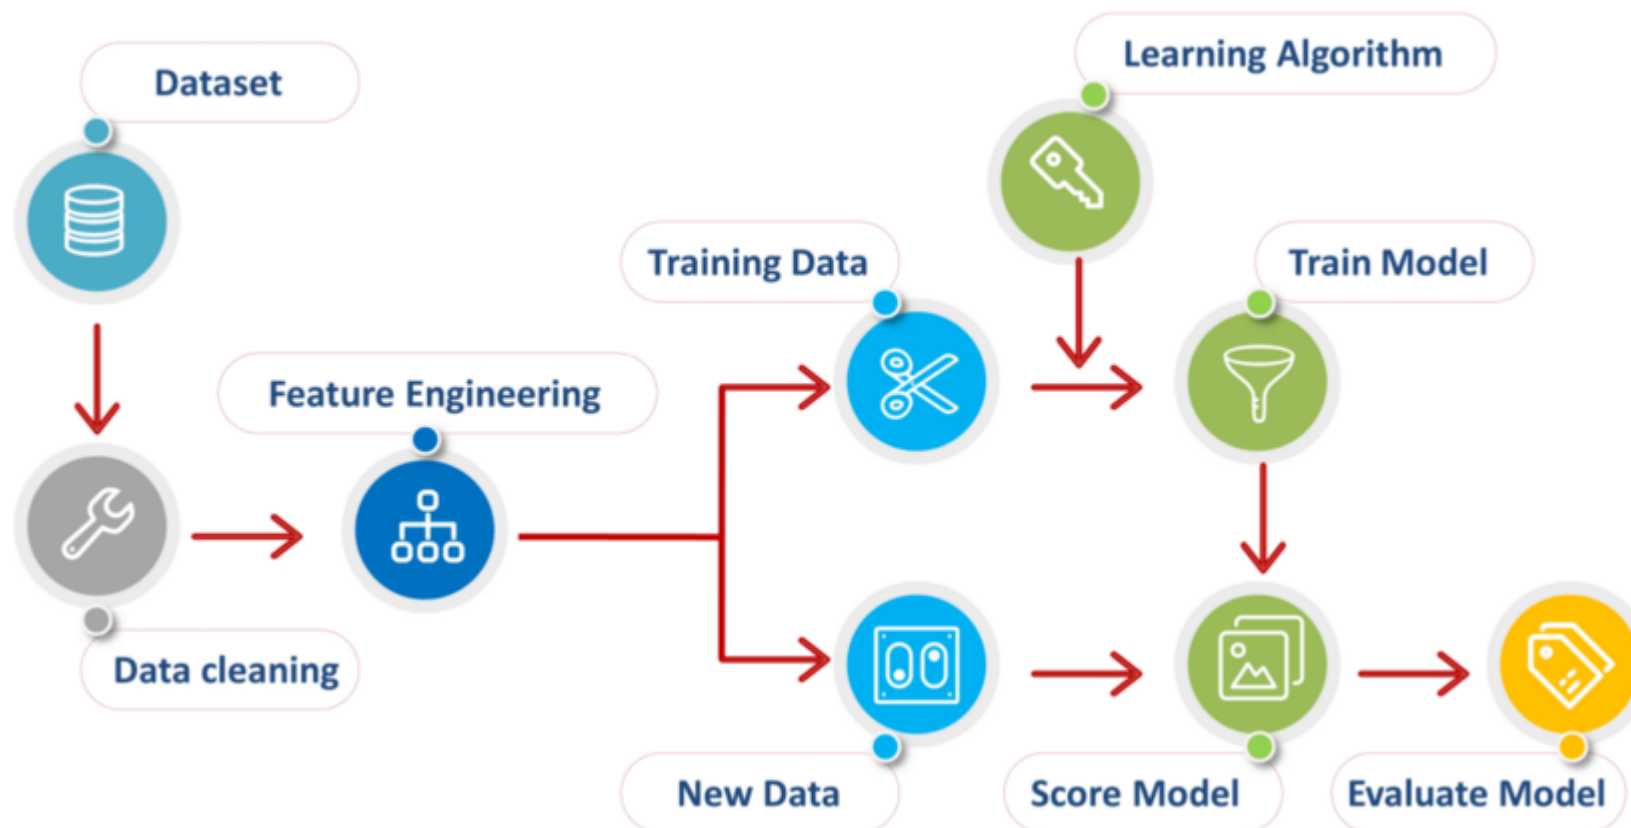 Learning Algorithm
Dataset
Training Data
Train Model
Feature Engineering
Data cleaning
New Data
Score Model
Evaluate Model